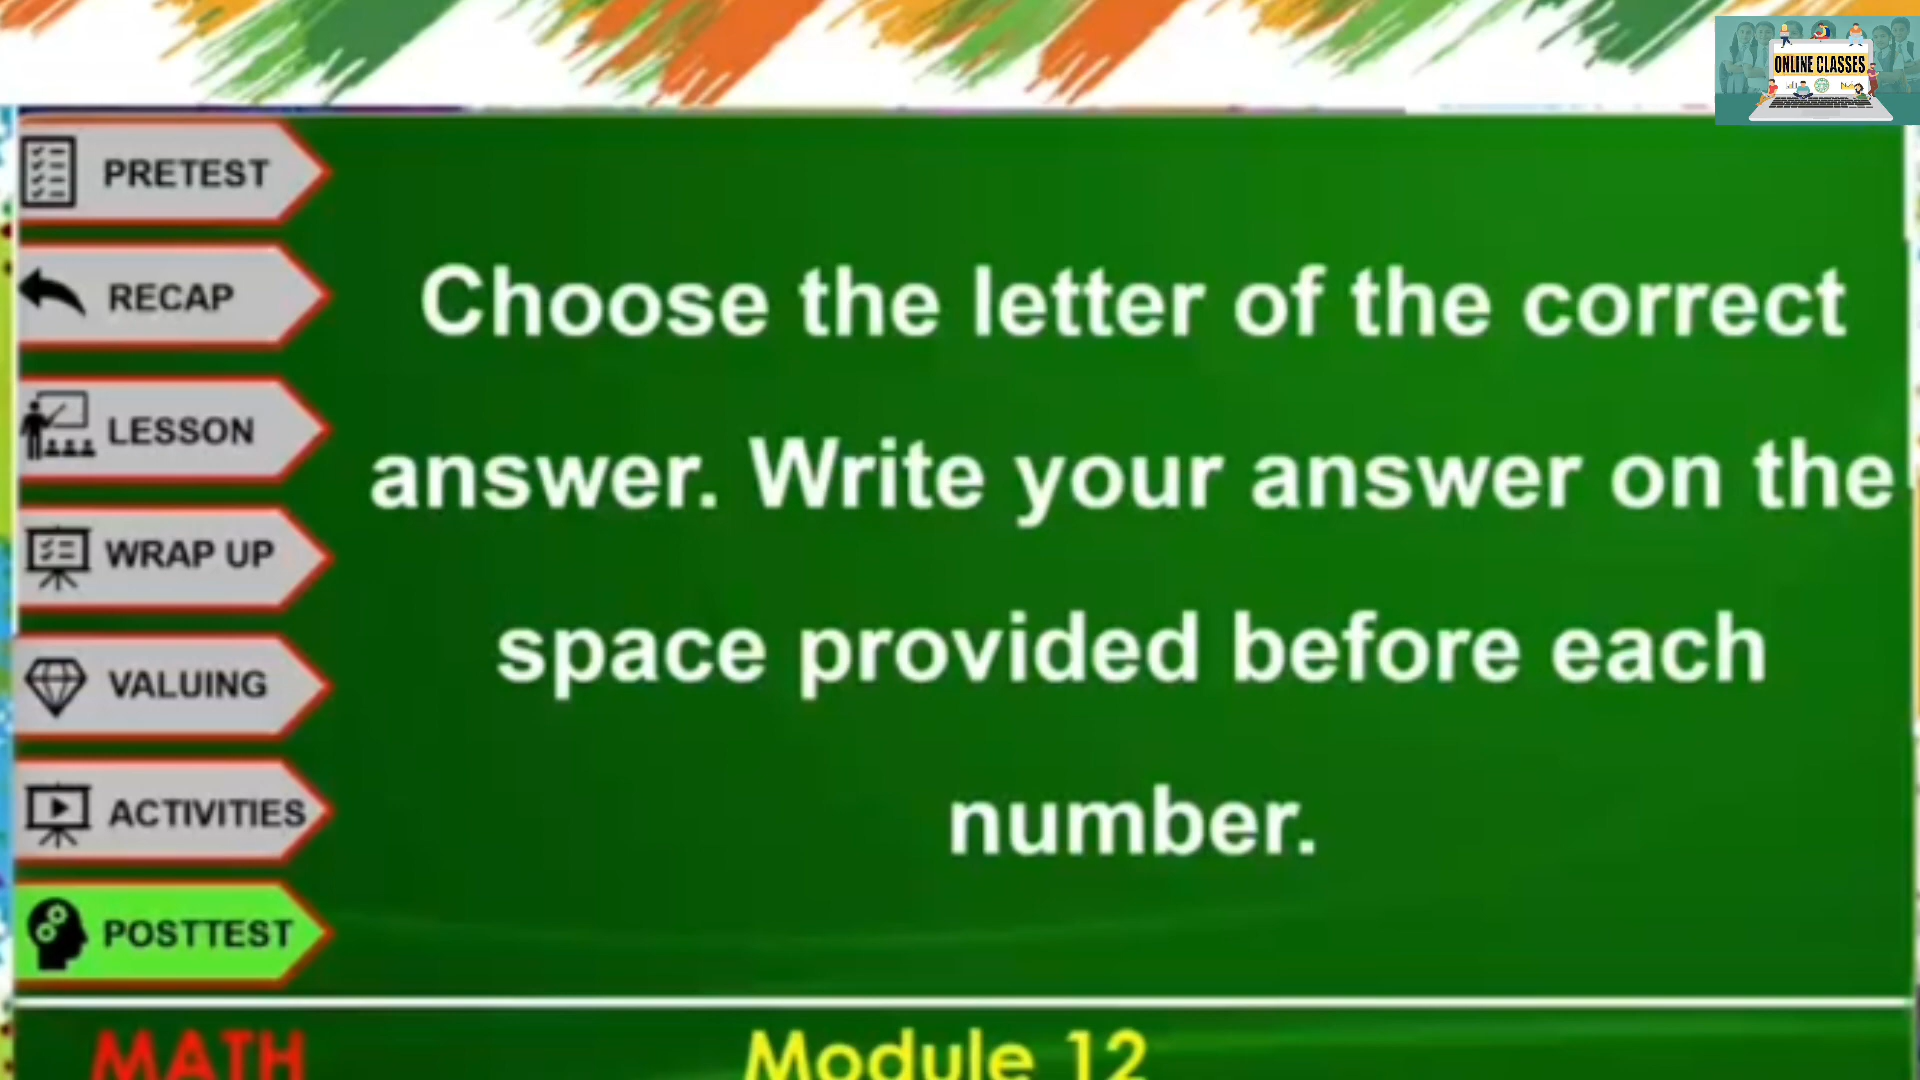 ONLINE CLASSES
PRETEST
RECAP
LESSON
WRAP UP
VALUING
ACTIVITIES
POSTTEST
Choose the letter of the correct
answer. Write your answer on the
space provided before each
number.
MATH
Module 12